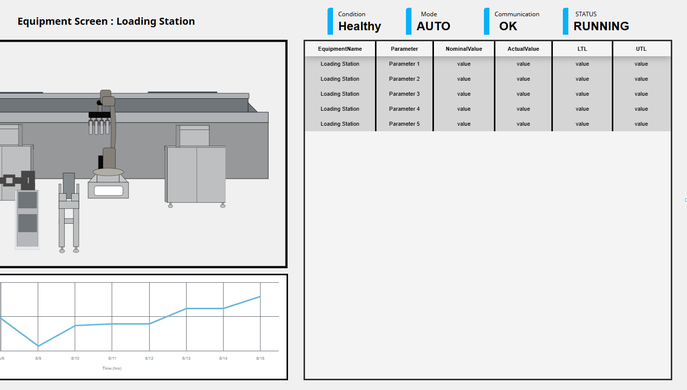 Equipment Screen : Loading Station
Condition
Healthy
Mode
AUTO
Communication
OK
STATUS
RUNNING
EquipmentName Parameter NominalValue ActualValue LTL UTL
Loading Station Parameter 1 value value value value
Loading Station Parameter 2 value value value value
Loading Station Parameter 3 value value value value
Loading Station Parameter 4 value value value value
Loading Station Parameter 5 value value value value
8/9 8/10 8/11 8/12 8/13 8/14 8/15
Time (hrs)